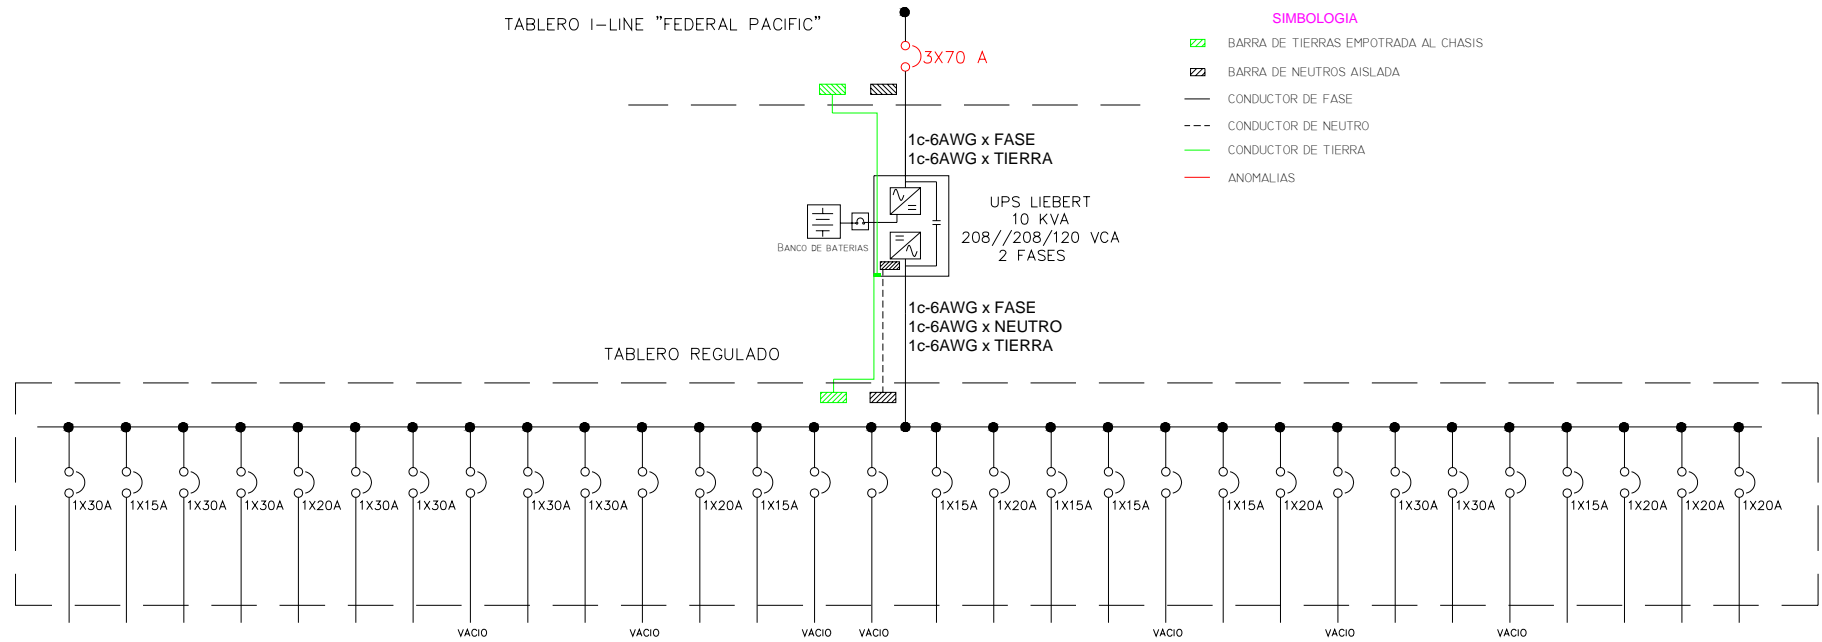 TABLERO I-LINE "FEDERAL PACIFIC"
3X70 A
SIMBOLOGIA
BARRA DE TIERRAS EMPOTRADA AL CHASIS
BARRA DE NEUTROS AISLADA
CONDUCTOR DE FASE
CONDUCTOR DE NEUTRO
CONDUCTOR DE TIERRA
ANOMALIAS
1c-6AWG x FASE
1c-6AWG x TIERRA
UPS LIEBERT
10 KVA
208//208/120 VCA
2 FASES
BANCO DE BATERIAS
1c-6AWG x FASE
1c-6AWG x NEUTRO
1c-6AWG x TIERRA
TABLERO REGULADO
1X30A 1X15A 1X30A 1X30A 1X20A 1X30A 1X30A 1X30A 1X30A 1X20A 1X15A 1X15A 1X20A 1X15A 1X15A 1X15A 1X20A 1X30A 1X30A 1X15A 1X20A 1X20A 1X20A
VACIO VACIO VACIO VACIO VACIO VACIO VACIO